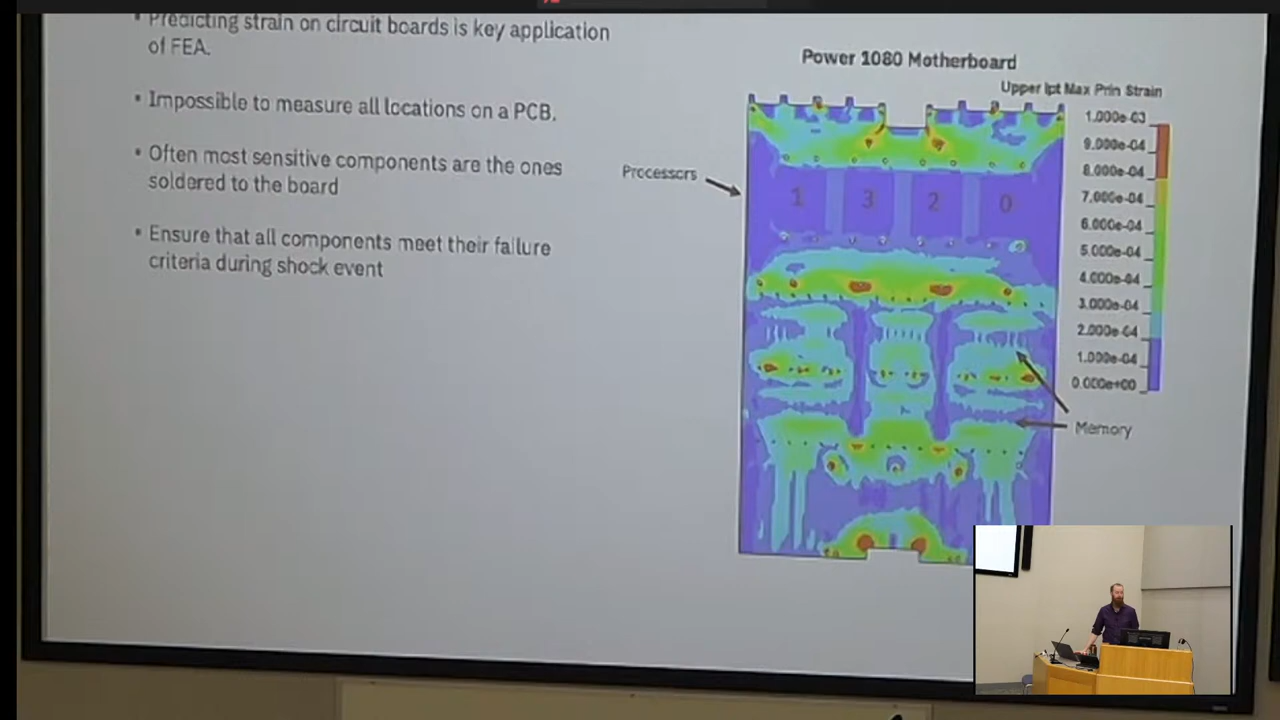 • Predicting strain on circuit boards is key application
of FEA.
• Impossible to measure all locations on a PCB.
• Often most sensitive components are the ones
soldered to the board
• Ensure that all components meet their failure
criteria during shock event
Power 1080 Motherboard
Upper Ipt Max Prin Strain
1.000e-03
9.000e-04
8.000e-04
7.000e-04
6.000e-04
5.000e-04
4.000e-04
3.000e-04
2.000e-04
1.000e-04
0.000e+00
Processors
1 3 2 0
Memory